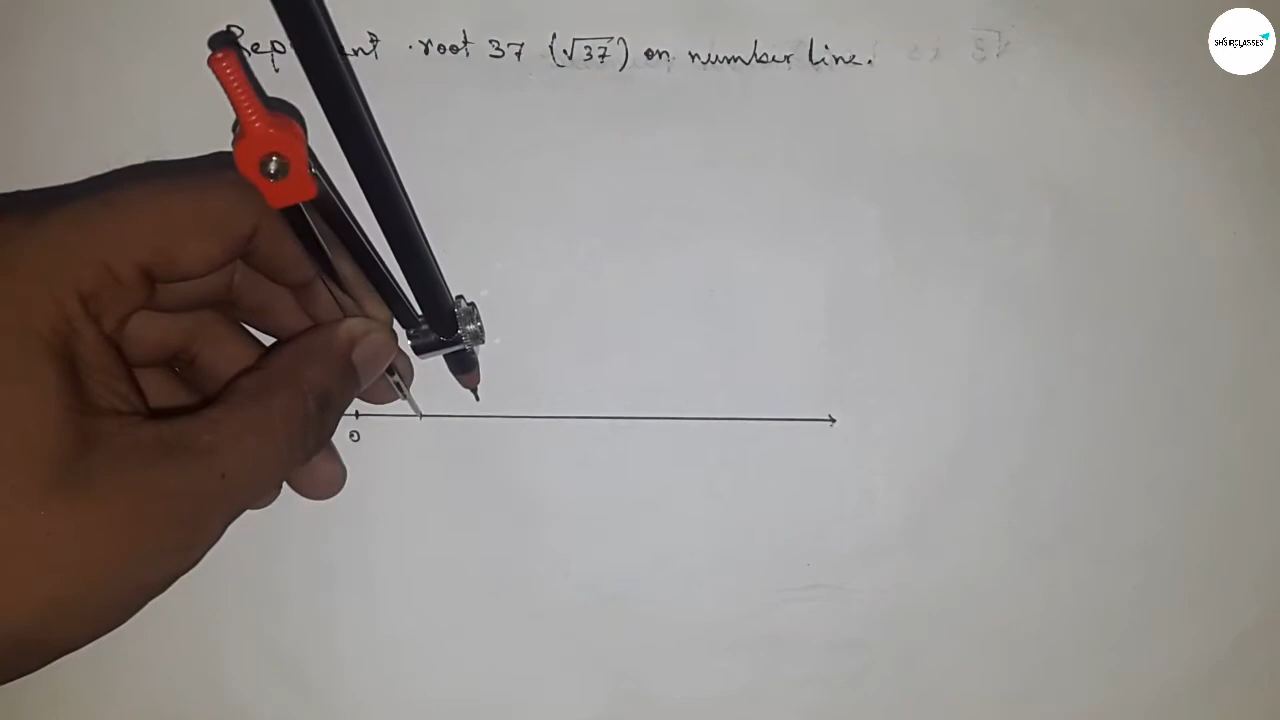 root 37 (√37) on number line.
SHSIRCLASSES
0